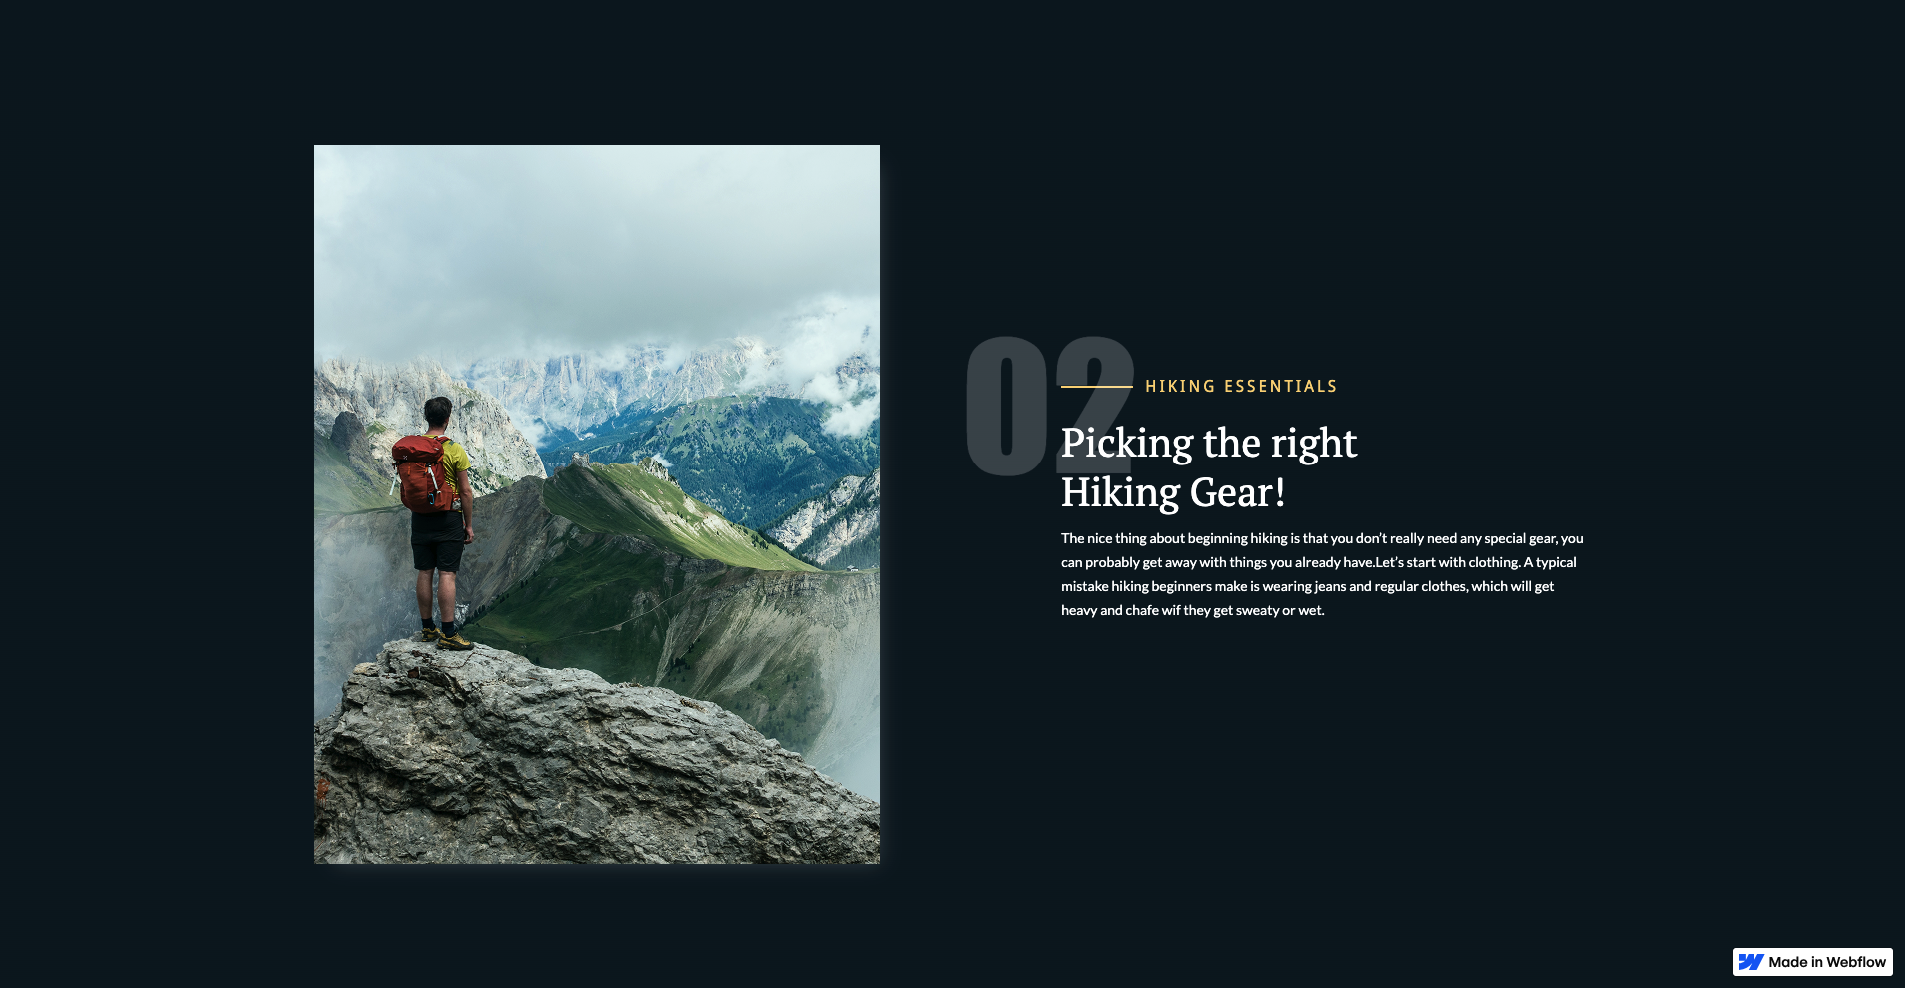 02
HIKING ESSENTIALS
Picking the right
Hiking Gear!
The nice thing about beginning hiking is that you don’t really need any special gear, you
can probably get away with things you already have.Let’s start with clothing. A typical
mistake hiking beginners make is wearing jeans and regular clothes, which will get
heavy and chafe wif they get sweaty or wet.
Made in Webflow